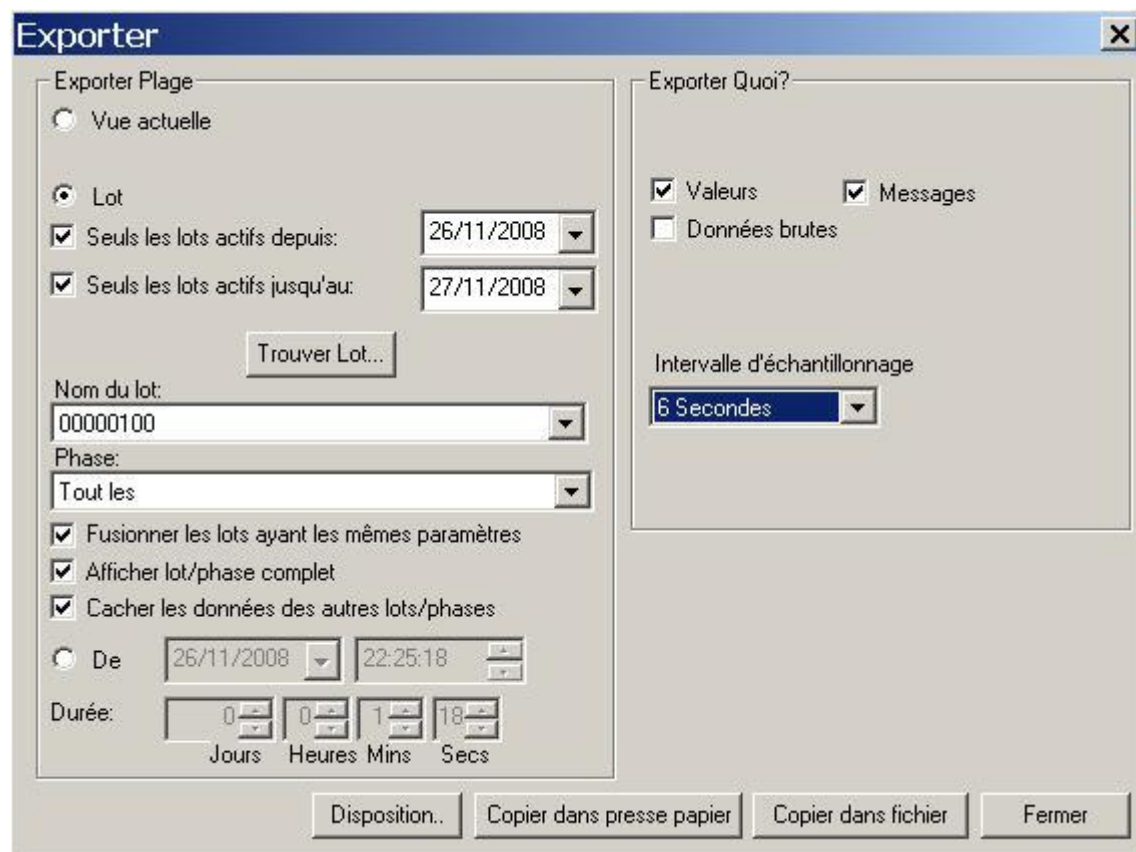 Exporter
Exporter Plage
Vue actuelle
Lot
Seuls les lots actifs depuis: 26/11/2008
Seuls les lots actifs jusqu'au: 27/11/2008
Trouver Lot...
Nom du lot:
00000100
Phase:
Tout les
Fusionner les lots ayant les mêmes paramètres
Afficher lot/phase complet
Cacher les données des autres lots/phases
De 26/11/2008 22:25:18
Durée: 0 0 1 18
Jours Heures Mins Secs
Exporter Quoi?
Valeurs Messages
Données brutes
Intervalle d'échantillonnage
6 Secondes
Disposition.. Copier dans presse papier Copier dans fichier Fermer